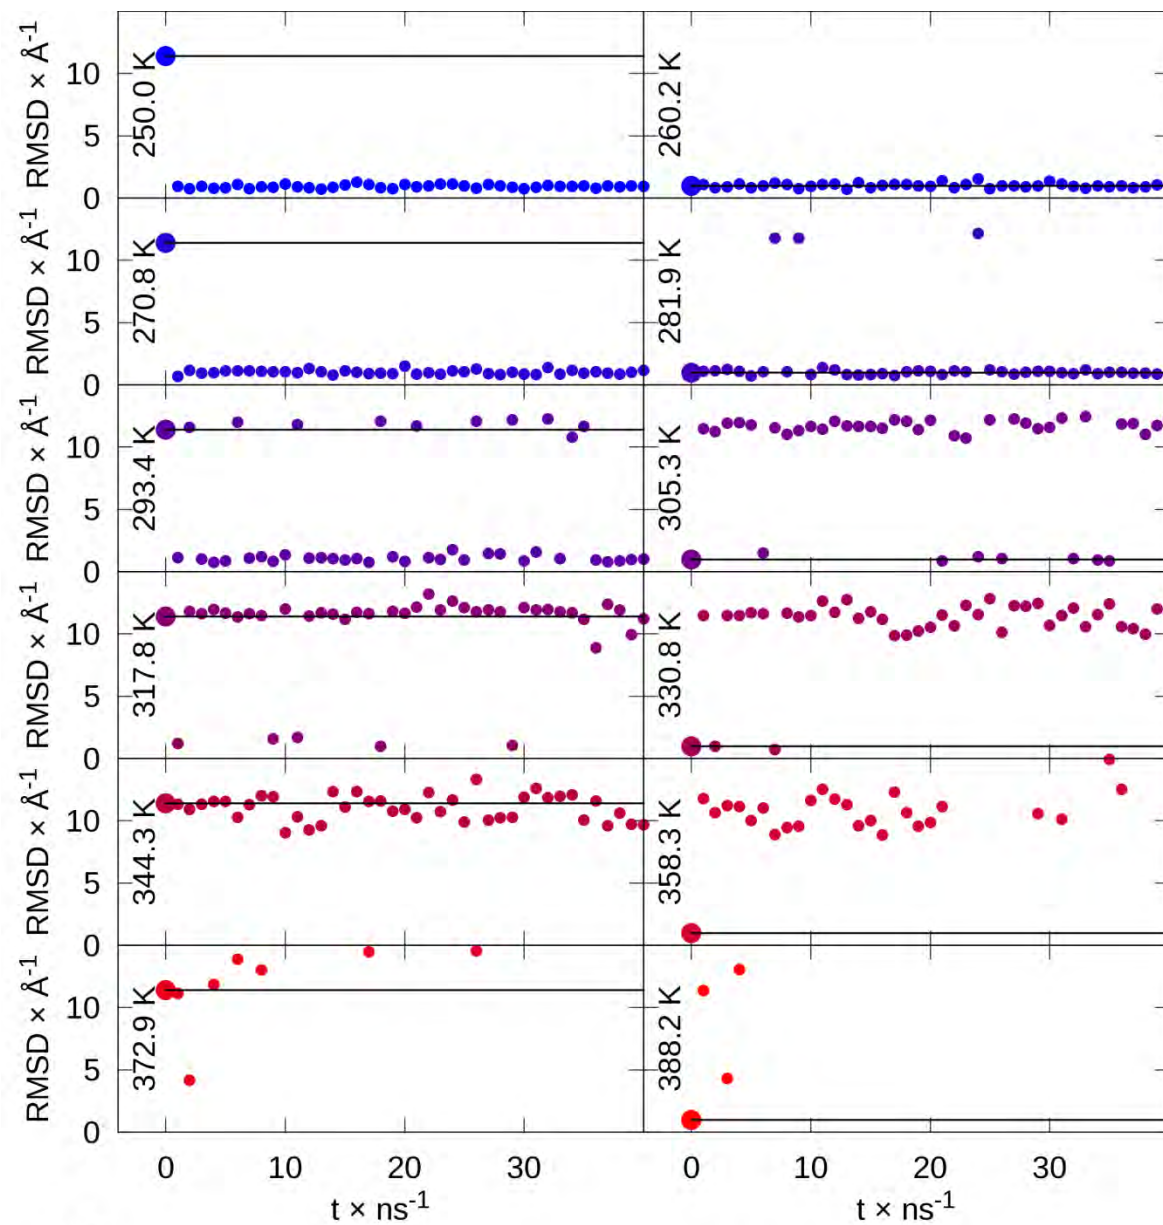 RMSD × Å⁻¹
10
5
0
250.0 K
260.2 K
RMSD × Å⁻¹
10
5
0
270.8 K
281.9 K
RMSD × Å⁻¹
10
5
0
293.4 K
305.3 K
RMSD × Å⁻¹
10
5
0
317.8 K
330.8 K
RMSD × Å⁻¹
10
5
0
344.3 K
358.3 K
RMSD × Å⁻¹
10
5
0
372.9 K
388.2 K
0 10 20 30 0 10 20 30
t × ns⁻¹ t × ns⁻¹